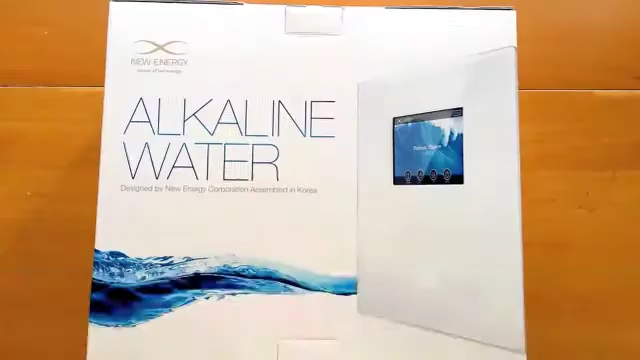 NEW ENERGY
ALKALINE
WATER
Designed by New Energy Corporation Assembled in Korea